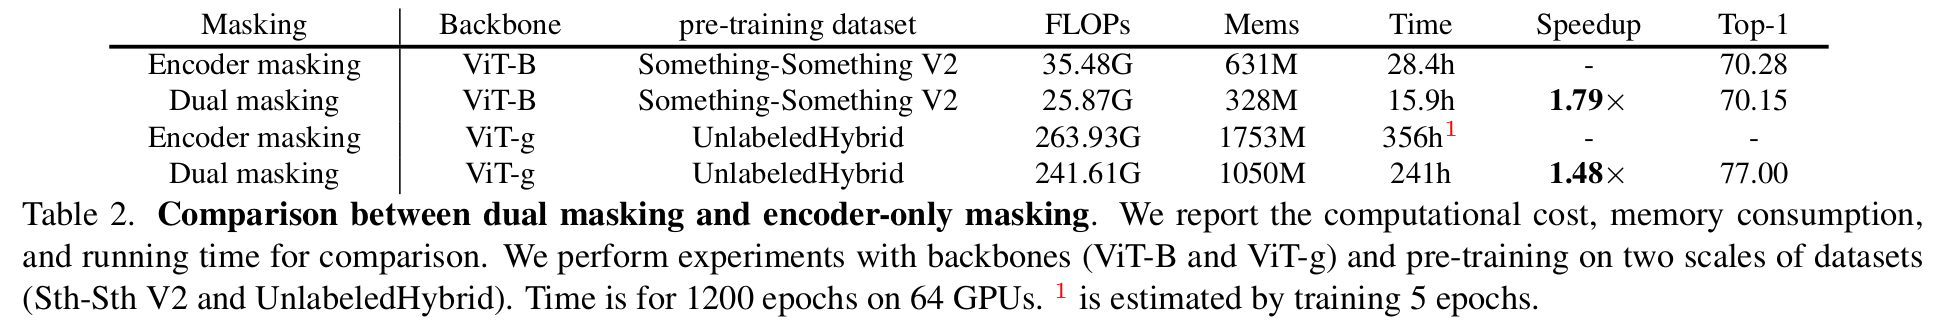 Masking Backbone pre-training dataset FLOPs Mems Time Speedup Top-1
Encoder masking ViT-B Something-Something V2 35.48G 631M 28.4h - 70.28
Dual masking ViT-B Something-Something V2 25.87G 328M 15.9h 1.79× 70.15
Encoder masking ViT-g UnlabeledHybrid 263.93G 1753M 356h1 - -
Dual masking ViT-g UnlabeledHybrid 241.61G 1050M 241h 1.48× 77.00
Table 2. Comparison between dual masking and encoder-only masking. We report the computational cost, memory consumption,
and running time for comparison. We perform experiments with backbones (ViT-B and ViT-g) and pre-training on two scales of datasets
(Sth-Sth V2 and UnlabeledHybrid). Time is for 1200 epochs on 64 GPUs. 1 is estimated by training 5 epochs.